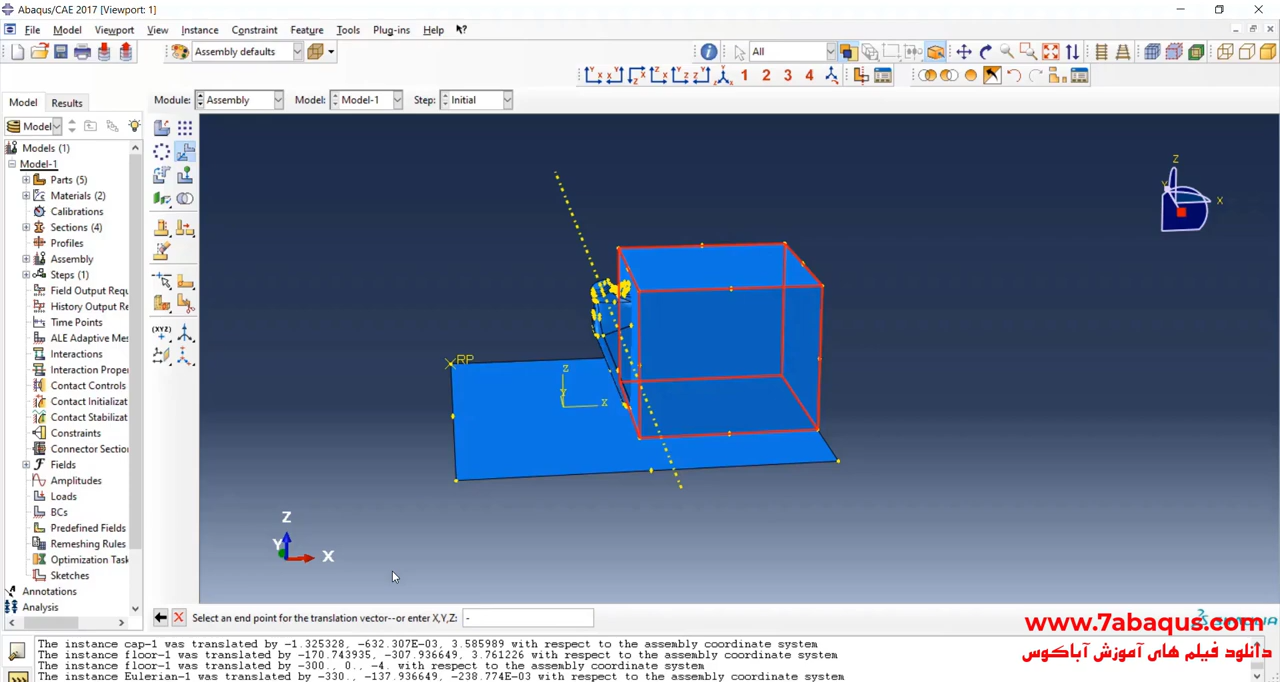 Abaqus/CAE 2017 [Viewport: 1]
File Model Viewport View Instance Constraint Feature Tools Plug-ins Help
Assembly defaults All
1 2 3 4
Model Results Module: Assembly Model: Model-1 Step: Initial
Model
Models (1)
Model-1
Parts (5)
Materials (2)
Calibrations
Sections (4)
Profiles
Assembly
Steps (1)
Field Output Requ
History Output Re
Time Points
ALE Adaptive Mes
Interactions
Interaction Prope
Contact Controls
Contact Initializat
Contact Stabilizat
Constraints
Connector Section
Fields
Amplitudes
Loads
BCs
Predefined Fields
Remeshing Rules
Optimization Task
Sketches
Annotations
Analysis
(XYZ)
RP
Z
X
Z
X
Z
Y
X
Select an end point for the translation vector--or enter X,Y,Z: -
www.7abaqus.com
دانلود فیلم های آموزش آباکوس
The instance cap-1 was translated by -1.325328, -632.607E-03, 3.585989 with respect to the assembly coordinate system
The instance floor-1 was translated by -170.743935, -307.936649, 3.761226 with respect to the assembly coordinate system
The instance floor-1 was translated by -300., 0., -4. with respect to the assembly coordinate system
The instance Eulerian-1 was translated by -330., -137.936649, -238.774E-03 with respect to the assembly coordinate system